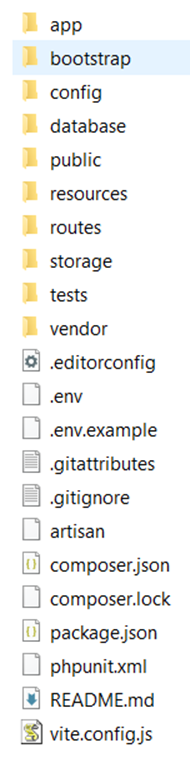 app
bootstrap
config
database
public
resources
routes
storage
tests
vendor
.editorconfig
.env
.env.example
.gitattributes
.gitignore
artisan
composer.json
composer.lock
package.json
phpunit.xml
README.md
vite.config.js